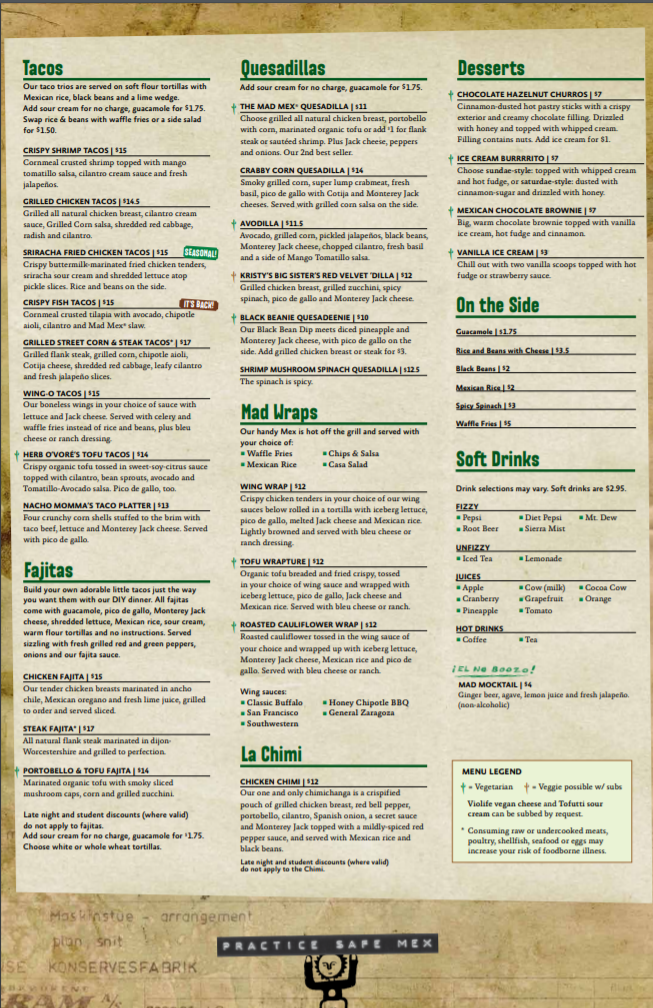 Tacos
Our taco trios are served on soft flour tortillas with
Mexican rice, black beans and a lime wedge.
Add sour cream for no charge, guacamole for $1.75.
Swap rice & beans with waffle fries or a side salad
for $1.50.
CRISPY SHRIMP TACOS | $15
Cornmeal crusted shrimp topped with mango
tomatillo salsa, cilantro cream sauce and fresh
jalapeños.
GRILLED CHICKEN TACOS | $14.5
Grilled all natural chicken breast, cilantro cream
sauce, Grilled Corn salsa, shredded red cabbage,
radish and cilantro.
SRIRACHA FRIED CHICKEN TACOS | $15 SEASONAL!
Crispy buttermilk-marinated fried chicken tenders,
sriracha sour cream and shredded lettuce atop
pickle slices. Rice and beans on the side.
CRISPY FISH TACOS | $15 IT'S BACK!
Cornmeal crusted tilapia with avocado, chipotle
aioli, cilantro and Mad Mex® slaw.
GRILLED STREET CORN & STEAK TACOS* | $17
Grilled flank steak, grilled corn, chipotle aioli,
Cotija cheese, shredded red cabbage, leafy cilantro
and fresh jalapeño slices.
WING-O TACOS | $15
Our boneless wings in your choice of sauce with
lettuce and Jack cheese. Served with celery and
waffle fries instead of rice and beans, plus bleu
cheese or ranch dressing.
HERB O'VORÉ'S TOFU TACOS | $14
Crispy organic tofu tossed in sweet-soy-citrus sauce
topped with cilantro, bean sprouts, avocado and
Tomatillo-Avocado salsa. Pico de gallo, too.
NACHO MOMMA'S TACO PLATTER | $13
Four crunchy corn shells stuffed to the brim with
taco beef, lettuce and Monterey Jack cheese. Served
with pico de gallo.
Fajitas
Build your own adorable little tacos just the way
you want them with our DIY dinner. All fajitas
come with guacamole, pico de gallo, Monterey Jack
cheese, shredded lettuce, Mexican rice, sour cream,
warm flour tortillas and no instructions. Served
sizzling with fresh grilled red and green peppers,
onions and our fajita sauce.
CHICKEN FAJITA | $15
Our tender chicken breasts marinated in ancho
chile, Mexican oregano and fresh lime juice, grilled
to order and served sliced.
STEAK FAJITA* | $17
All natural flank steak marinated in dijon-
Worcestershire and grilled to perfection.
PORTOBELLO & TOFU FAJITA | $14
Marinated organic tofu with smoky sliced
mushroom caps, corn and grilled zucchini.
Late night and student discounts (where valid)
do not apply to fajitas.
Add sour cream for no charge, guacamole for $1.75.
Choose white or whole wheat tortillas.
Quesadillas
Add sour cream for no charge, guacamole for $1.75.
THE MAD MEX® QUESADILLA | $11
Choose grilled all natural chicken breast, portobello
with corn, marinated organic tofu or add $1 for flank
steak or sautéed shrimp. Plus Jack cheese, peppers
and onions. Our 2nd best seller.
CRABBY CORN QUESADILLA | $14
Smoky grilled corn, super lump crabmeat, fresh
basil, pico de gallo with Cotija and Monterey Jack
cheeses. Served with grilled corn salsa on the side.
AVODILLA | $11.5
Avocado, grilled corn, pickled jalapeños, black beans,
Monterey Jack cheese, chopped cilantro, fresh basil
and a side of Mango Tomatillo salsa.
KRISTY'S BIG SISTER'S RED VELVET 'DILLA | $12
Grilled chicken breast, grilled zucchini, spicy
spinach, pico de gallo and Monterey Jack cheese.
BLACK BEANIE QUESADEENIE | $10
Our Black Bean Dip meets diced pineapple and
Monterey Jack cheese, with pico de gallo on the
side. Add grilled chicken breast or steak for $3.
SHRIMP MUSHROOM SPINACH QUESADILLA | $12.5
The spinach is spicy.
Mad Wraps
Our handy Mex is hot off the grill and served with
your choice of:
Waffle Fries Chips & Salsa
Mexican Rice Casa Salad
WING WRAP | $12
Crispy chicken tenders in your choice of our wing
sauces below rolled in a tortilla with iceberg lettuce,
pico de gallo, melted Jack cheese and Mexican rice.
Lightly browned and served with bleu cheese or
ranch dressing.
TOFU WRAPTURE | $12
Organic tofu breaded and fried crispy, tossed
in your choice of wing sauce and wrapped with
iceberg lettuce, pico de gallo, Jack cheese and
Mexican rice. Served with bleu cheese or ranch.
ROASTED CAULIFLOWER WRAP | $12
Roasted cauliflower tossed in the wing sauce of
your choice and wrapped up with iceberg lettuce,
Monterey Jack cheese, Mexican rice and pico de
gallo. Served with bleu cheese or ranch.
Wing sauces:
Classic Buffalo Honey Chipotle BBQ
San Francisco General Zaragoza
Southwestern
La Chimi
CHICKEN CHIMI | $12
Our one and only chimichanga is a crispified
pouch of grilled chicken breast, red bell pepper,
portobello, cilantro, Spanish onion, a secret sauce
and Monterey Jack topped with a mildly-spiced red
pepper sauce, and served with Mexican rice and
black beans.
Late night and student discounts (where valid)
do not apply to the Chimi.
Desserts
CHOCOLATE HAZELNUT CHURROS | $7
Cinnamon-dusted hot pastry sticks with a crispy
exterior and creamy chocolate filling. Drizzled
with honey and topped with whipped cream.
Filling contains nuts. Add ice cream for $1.
ICE CREAM BURRRRITO | $7
Choose sundae-style: topped with whipped cream
and hot fudge, or saturdae-style: dusted with
cinnamon-sugar and drizzled with honey.
MEXICAN CHOCOLATE BROWNIE | $7
Big, warm chocolate brownie topped with vanilla
ice cream, hot fudge and cinnamon.
VANILLA ICE CREAM | $3
Chill out with two vanilla scoops topped with hot
fudge or strawberry sauce.
On the Side
Guacamole | $1.75
Rice and Beans with Cheese | $3.5
Black Beans | $2
Mexican Rice | $2
Spicy Spinach | $3
Waffle Fries | $5
Soft Drinks
Drink selections may vary. Soft drinks are $2.95.
FIZZY
Pepsi Diet Pepsi Mt. Dew
Root Beer Sierra Mist
UNFIZZY
Iced Tea Lemonade
JUICES
Apple Cow (milk) Cocoa Cow
Cranberry Grapefruit Orange
Pineapple Tomato
HOT DRINKS
Coffee Tea
¡EL NO BOOZO!
MAD MOCKTAIL | $4
Ginger beer, agave, lemon juice and fresh jalapeño.
(non-alcoholic)
MENU LEGEND
= Vegetarian = Veggie possible w/ subs
Violife vegan cheese and Tofutti sour
cream can be subbed by request.
* Consuming raw or undercooked meats,
poultry, shellfish, seafood or eggs may
increase your risk of foodborne illness.
Maskinstue - arrangement
plan, snit
KONSERVESFABRIK
PRACTICE SAFE MEX